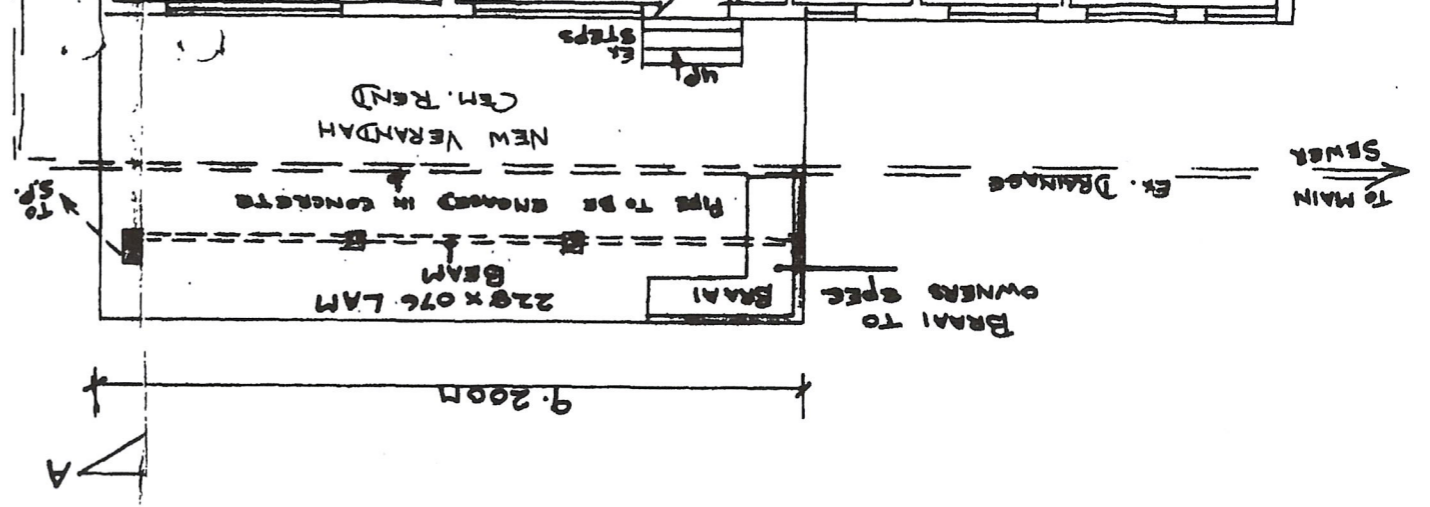 A
9.200M
BRAAI TO
OWNERS SPEC
BRAAI
228 x 076 LAM
BEAM
PIPE TO BE ENCASED IN CONCRETE
TO MAIN
SEWER
EX. DRAINAGE
TO
S.P.
NEW VERANDAH
CEM. REND
UP
EX
STEPS